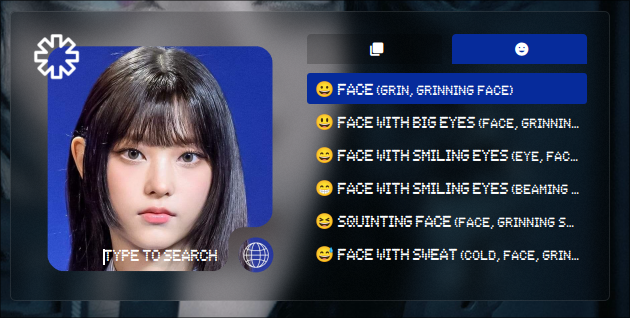 TYPE TO SEARCH
😀 FACE (GRIN, GRINNING FACE)
😃 FACE WITH BIG EYES (FACE, GRINNIN...
😄 FACE WITH SMILING EYES (EYE, FAC...
😁 FACE WITH SMILING EYES (BEAMING ...
😆 SQUINTING FACE (FACE, GRINNING S...
😅 FACE WITH SWEAT (COLD, FACE, GRIN...